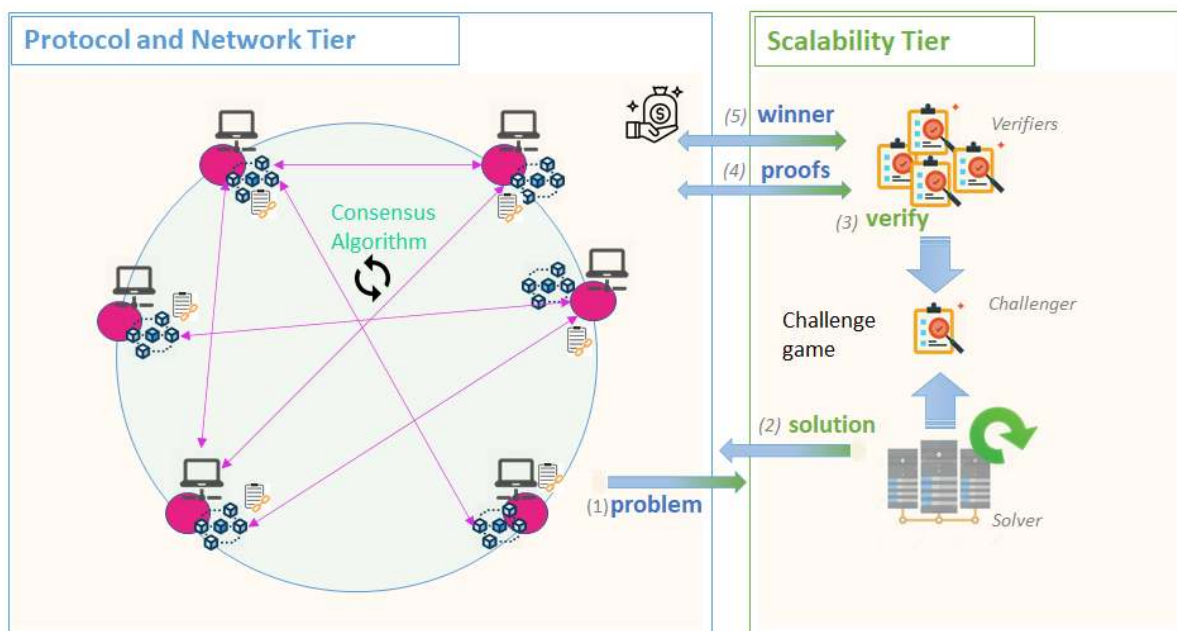 Protocol and Network Tier
Scalability Tier
(5) winner
Verifiers
(4) proofs
(3) verify
Consensus
Algorithm
Challenger
Challenge
game
(2) solution
(1)problem
Solver